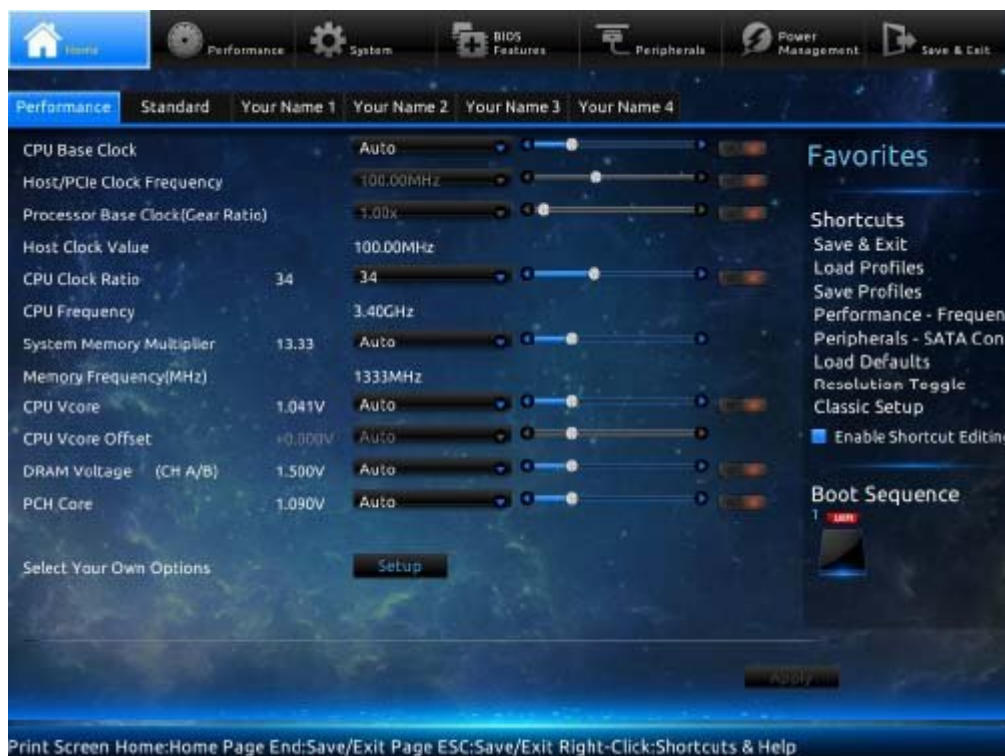 Home Performance System BIOS Features Peripherals Power Management Save & Exit
Performance Standard Your Name 1 Your Name 2 Your Name 3 Your Name 4
CPU Base Clock Auto
Host/PCIe Clock Frequency 100.00MHz
Processor Base Clock(Gear Ratio) 1.00x
Host Clock Value 100.00MHz
CPU Clock Ratio 34 34
CPU Frequency 3.40GHz
System Memory Multiplier 13.33 Auto
Memory Frequency(MHz) 1333MHz
CPU Vcore 1.041V Auto
CPU Vcore Offset +0.000V Auto
DRAM Voltage (CH A/B) 1.500V Auto
PCH Core 1.090V Auto
Select Your Own Options Setup
Favorites
Shortcuts
Save & Exit
Load Profiles
Save Profiles
Performance - Frequen
Peripherals - SATA Con
Load Defaults
Resolution Toggle
Classic Setup
Enable Shortcut Editing
Boot Sequence
1 UEFI
Apply
Print Screen Home:Home Page End:Save/Exit Page ESC:Save/Exit Right-Click:Shortcuts & Help